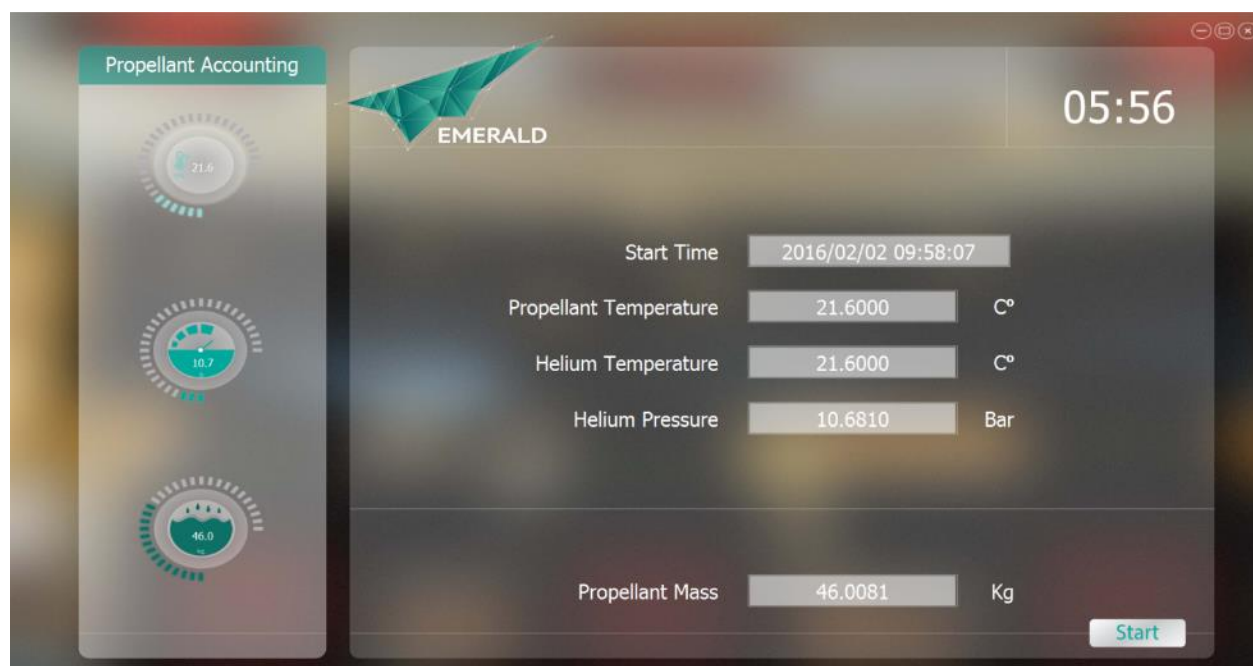 Propellant Accounting
21.6
10.7
46.0
EMERALD
05:56
Start Time 2016/02/02 09:58:07
Propellant Temperature 21.6000 Cº
Helium Temperature 21.6000 Cº
Helium Pressure 10.6810 Bar
Propellant Mass 46.0081 Kg
Start